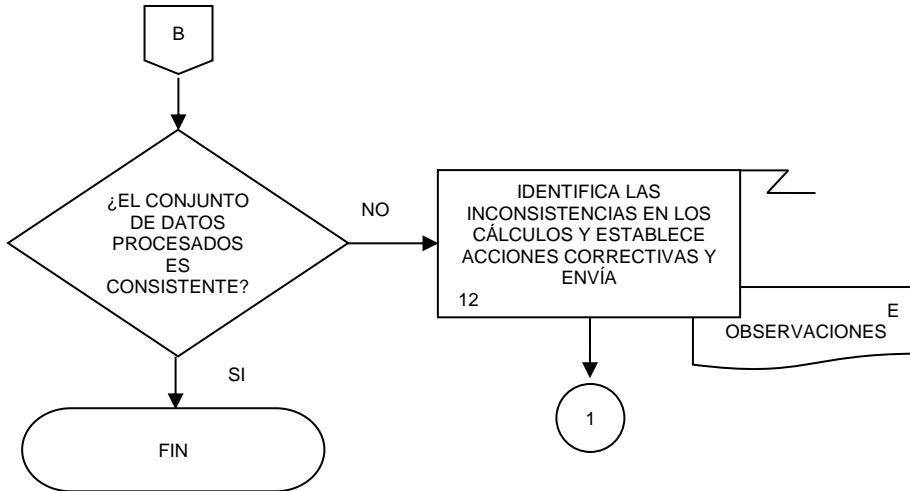 B
¿EL CONJUNTO
DE DATOS
PROCESADOS
ES
CONSISTENTE?
NO
IDENTIFICA LAS
INCONSISTENCIAS EN LOS
CÁLCULOS Y ESTABLECE
ACCIONES CORRECTIVAS Y
ENVÍA
12
E
OBSERVACIONES
SI
1
FIN